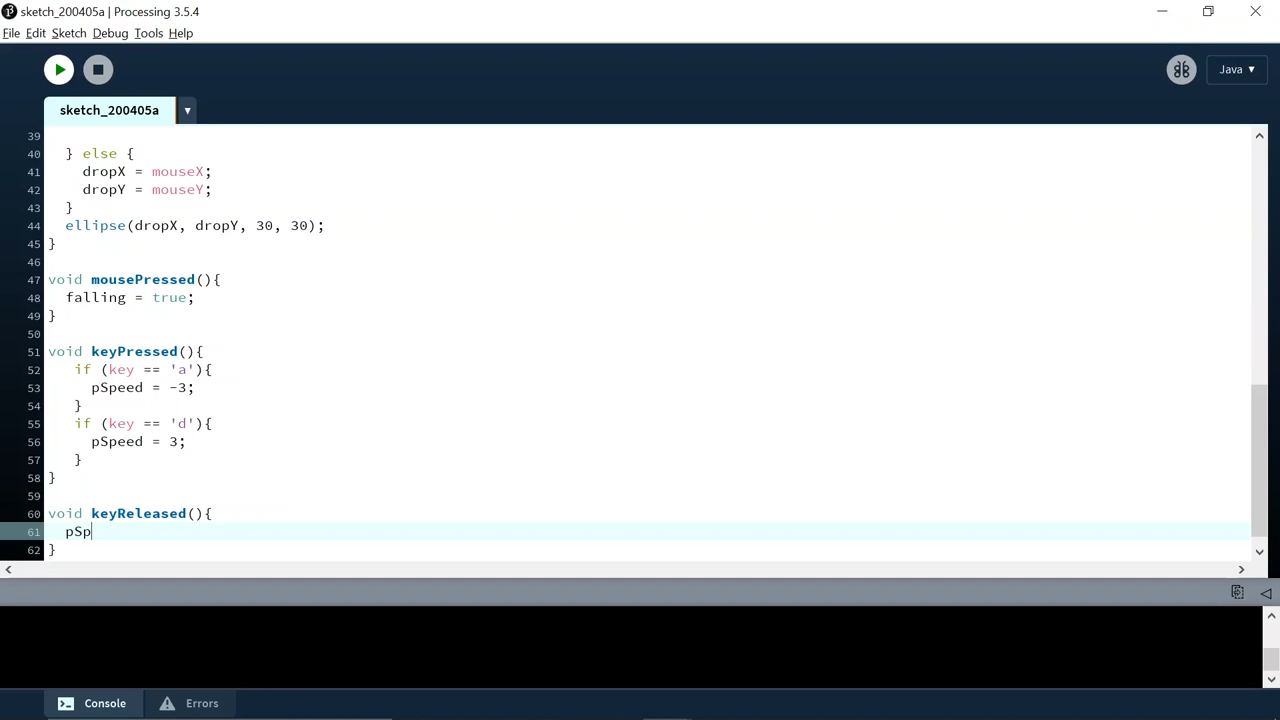 sketch_200405a | Processing 3.5.4
File Edit Sketch Debug Tools Help
Java ▾
sketch_200405a ▾
39
40 } else {
41 dropX = mouseX;
42 dropY = mouseY;
43 }
44 ellipse(dropX, dropY, 30, 30);
45 }
46
47 void mousePressed(){
48 falling = true;
49 }
50
51 void keyPressed(){
52 if (key == 'a'){
53 pSpeed = -3;
54 }
55 if (key == 'd'){
56 pSpeed = 3;
57 }
58 }
59
60 void keyReleased(){
61 pSp
62 }
Console Errors